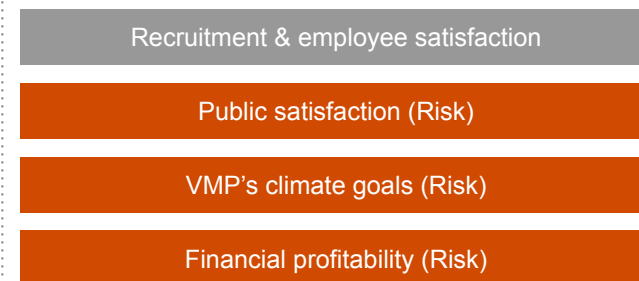 Recruitment & employee satisfaction
Public satisfaction (Risk)
VMP's climate goals (Risk)
Financial profitability (Risk)